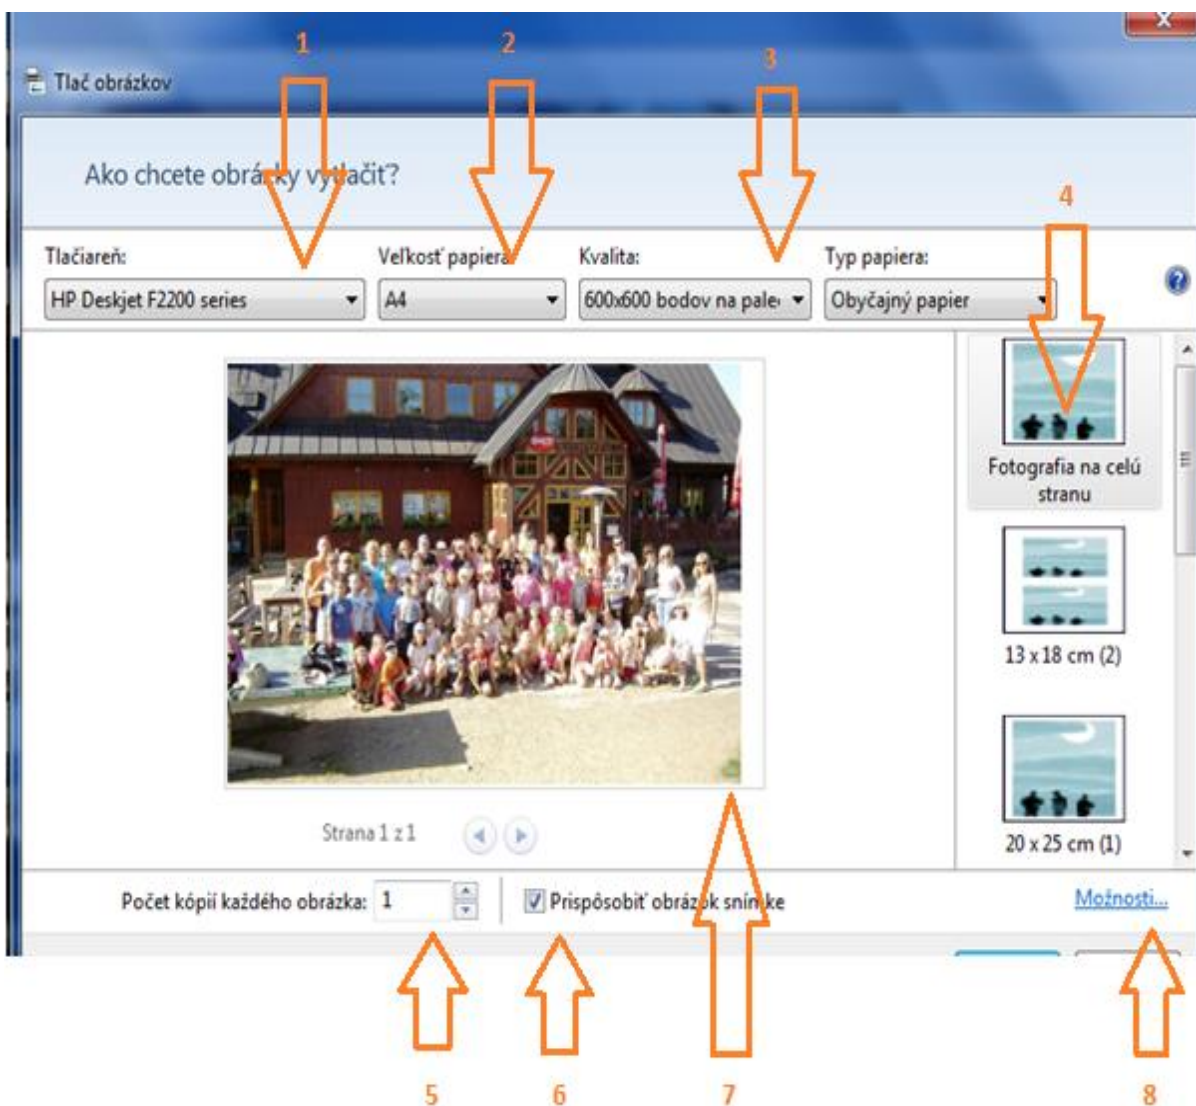 1
2
3
Tlač obrázkov
Ako chcete obrázky vytlačiť?
4
Tlačiareň:
Veľkosť papiera:
Kvalita:
Typ papiera:
HP Deskjet F2200 series
A4
600x600 bodov na pale
Obyčajný papier
Fotografia na celú
stranu
13 x 18 cm (2)
20 x 25 cm (1)
Strana 1 z 1
Počet kópií každého obrázka:
1
Prispôsobiť obrázok snímke
Možnosti...
5
6
7
8